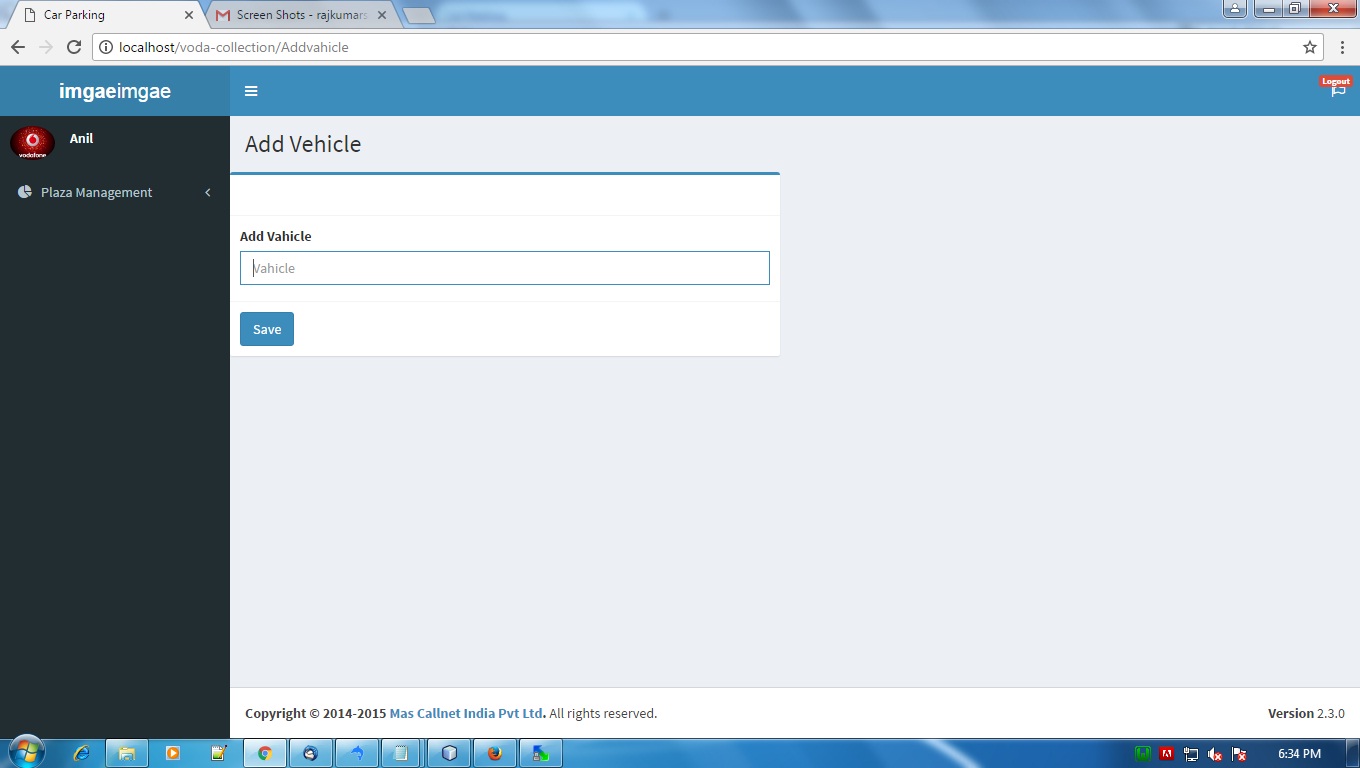 Car Parking
Screen Shots - rajkumars
localhost/voda-collection/Addvahicle
imgaeimgae
Logout
vodafone
Anil
Add Vehicle
Plaza Management
Add Vahicle
Vahicle
Save
Copyright © 2014-2015 Mas Callnet India Pvt Ltd. All rights reserved.
Version 2.3.0
6:34 PM